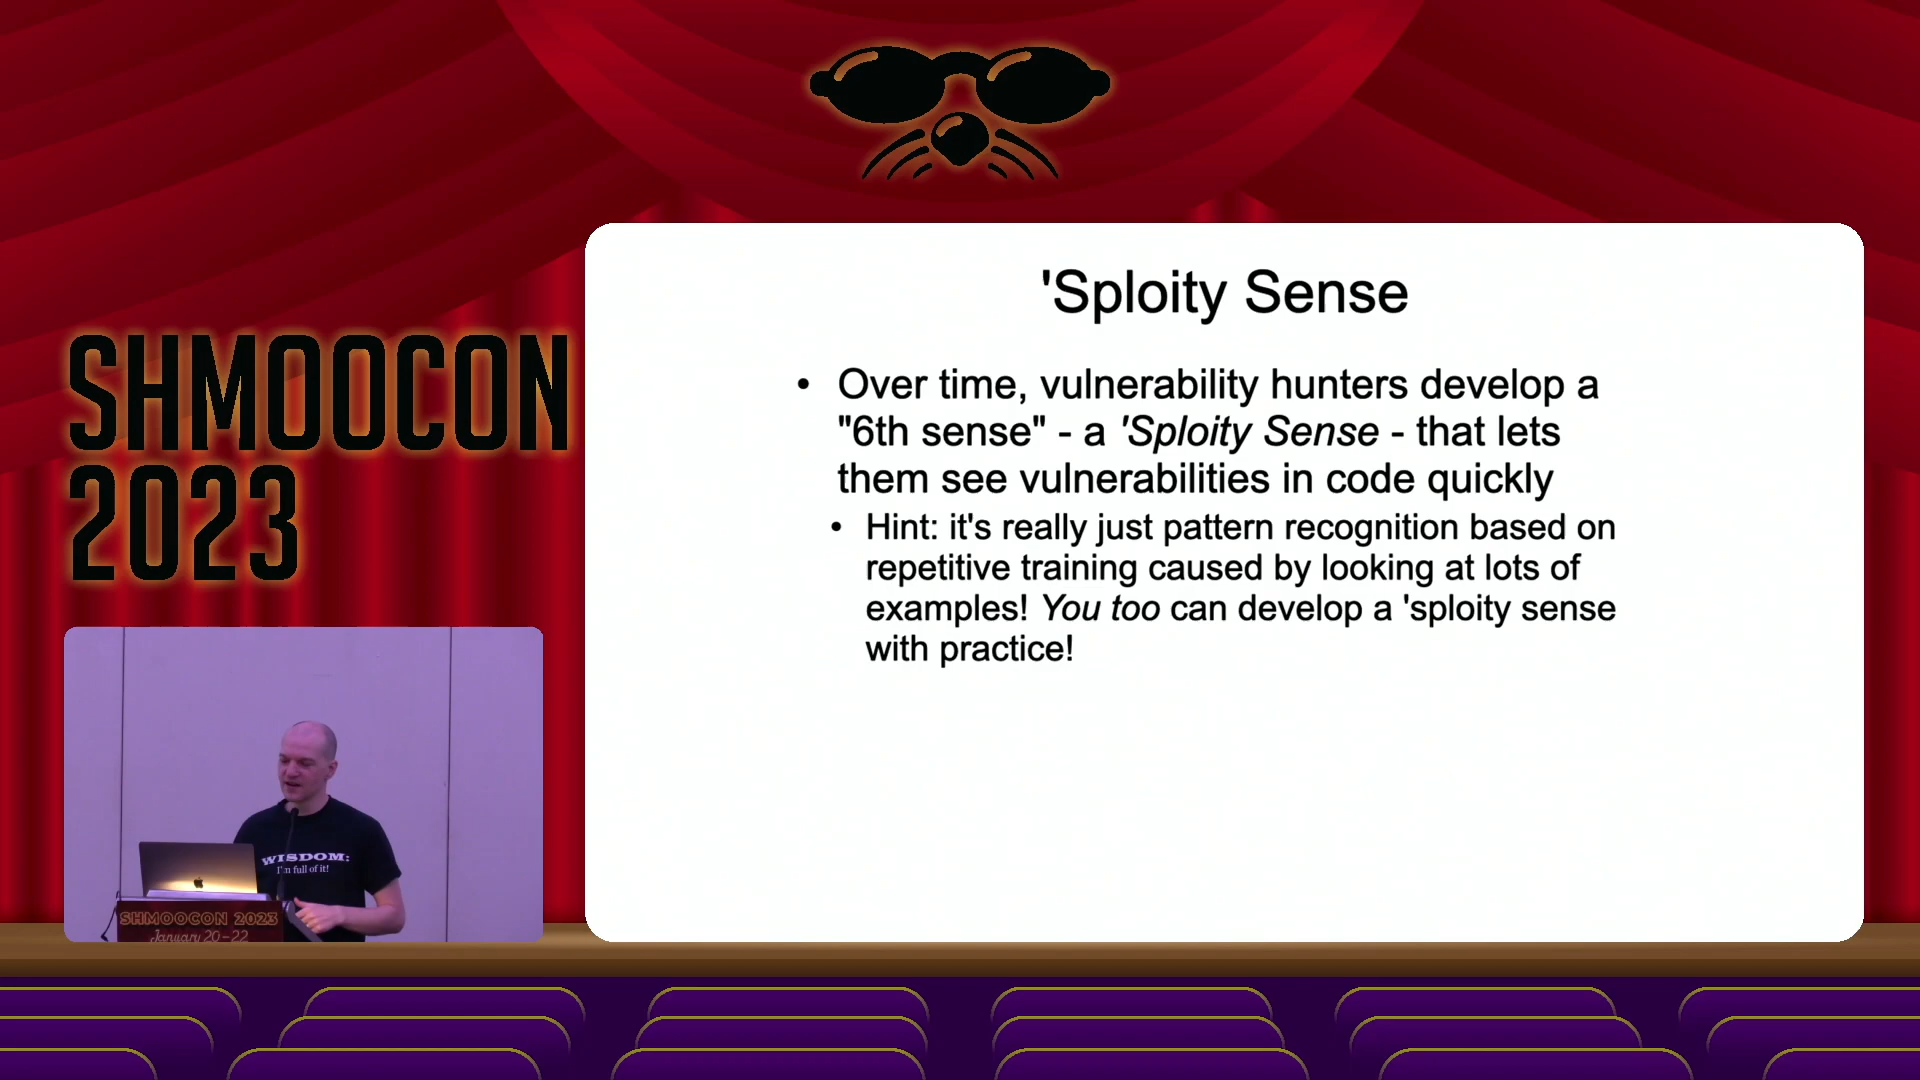 SHMOOCON
2023
'Sploity Sense
• Over time, vulnerability hunters develop a
"6th sense" - a 'Sploity Sense - that lets
them see vulnerabilities in code quickly
• Hint: it's really just pattern recognition based on
repetitive training caused by looking at lots of
examples! You too can develop a 'sploity sense
with practice!
WISDOM:
I'm full of it!
SHMOOCON 2023
January 20-22